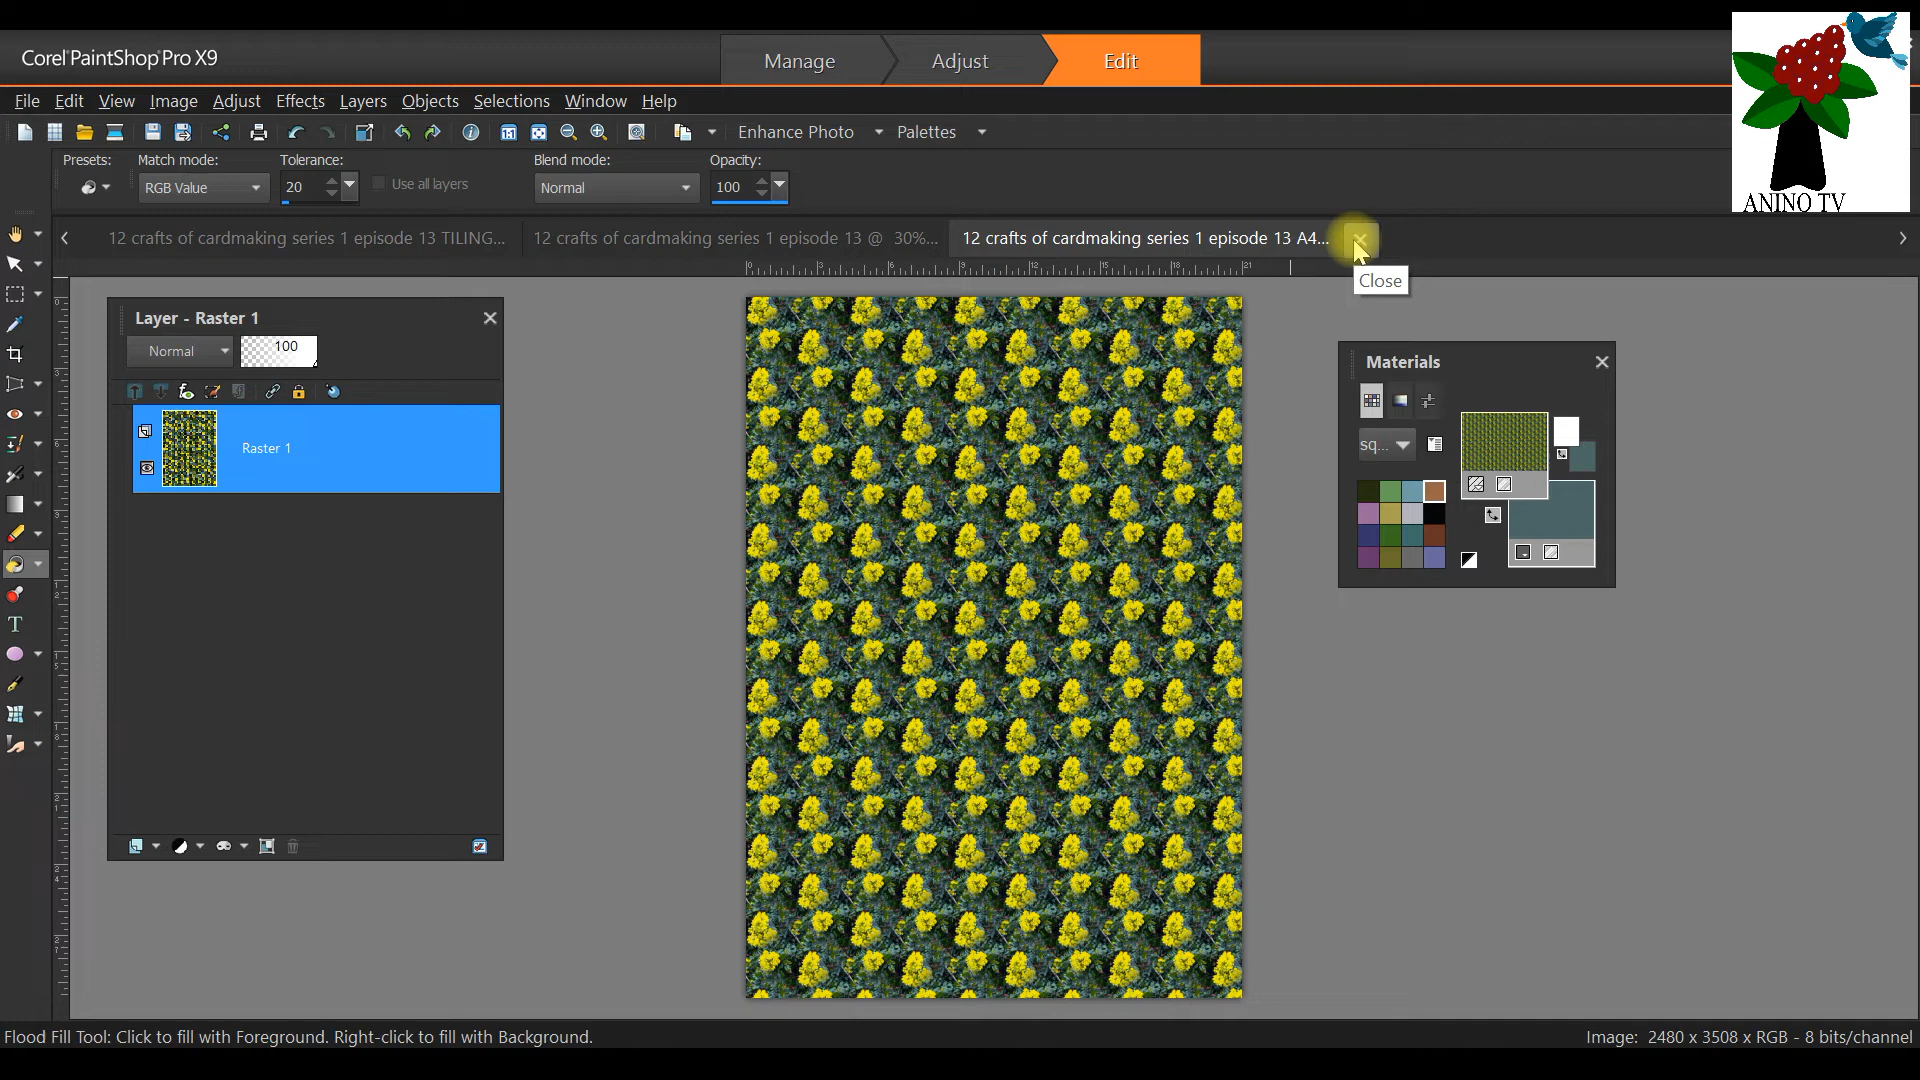 Corel PaintShop Pro X9
Manage
Adjust
Edit
File Edit View Image Adjust Effects Layers Objects Selections Window Help
Enhance Photo
Palettes
Presets:
Match mode:
Tolerance:
Blend mode:
Opacity:
RGB Value
20
Use all layers
Normal
100
ANINO TV
12 crafts of cardmaking series 1 episode 13 TILING...
12 crafts of cardmaking series 1 episode 13 @ 30%...
12 crafts of cardmaking series 1 episode 13 A4...
Close
Layer - Raster 1
Normal
100
Raster 1
Materials
sq...
Flood Fill Tool: Click to fill with Foreground. Right-click to fill with Background.
Image: 2480 x 3508 x RGB - 8 bits/channel